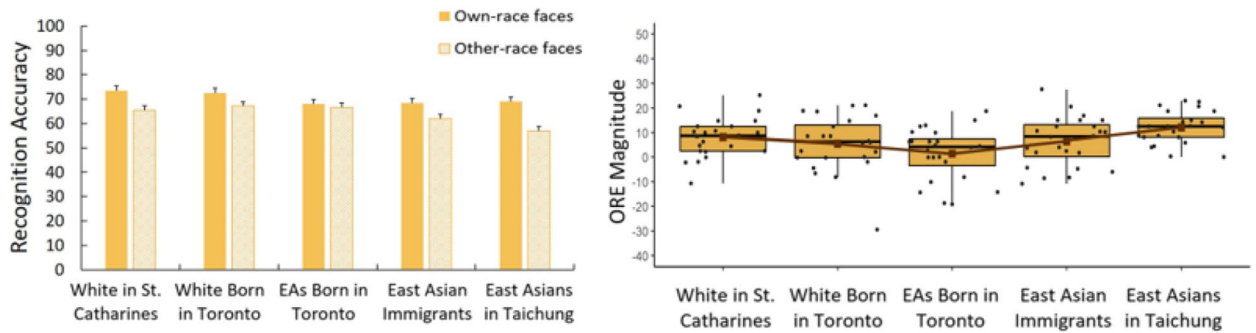 Recognition Accuracy
100
90
80
70
60
50
40
30
20
10
0
Own-race faces
Other-race faces
White in St.
Catharines
White Born
in Toronto
EAs Born in
Toronto
East Asian
Immigrants
East Asians
in Taichung
ORE Magnitude
50
40
30
20
10
0
-10
-20
-30
-40
White in St.
Catharines
White Born
in Toronto
EAs Born in
Toronto
East Asian
Immigrants
East Asians
in Taichung